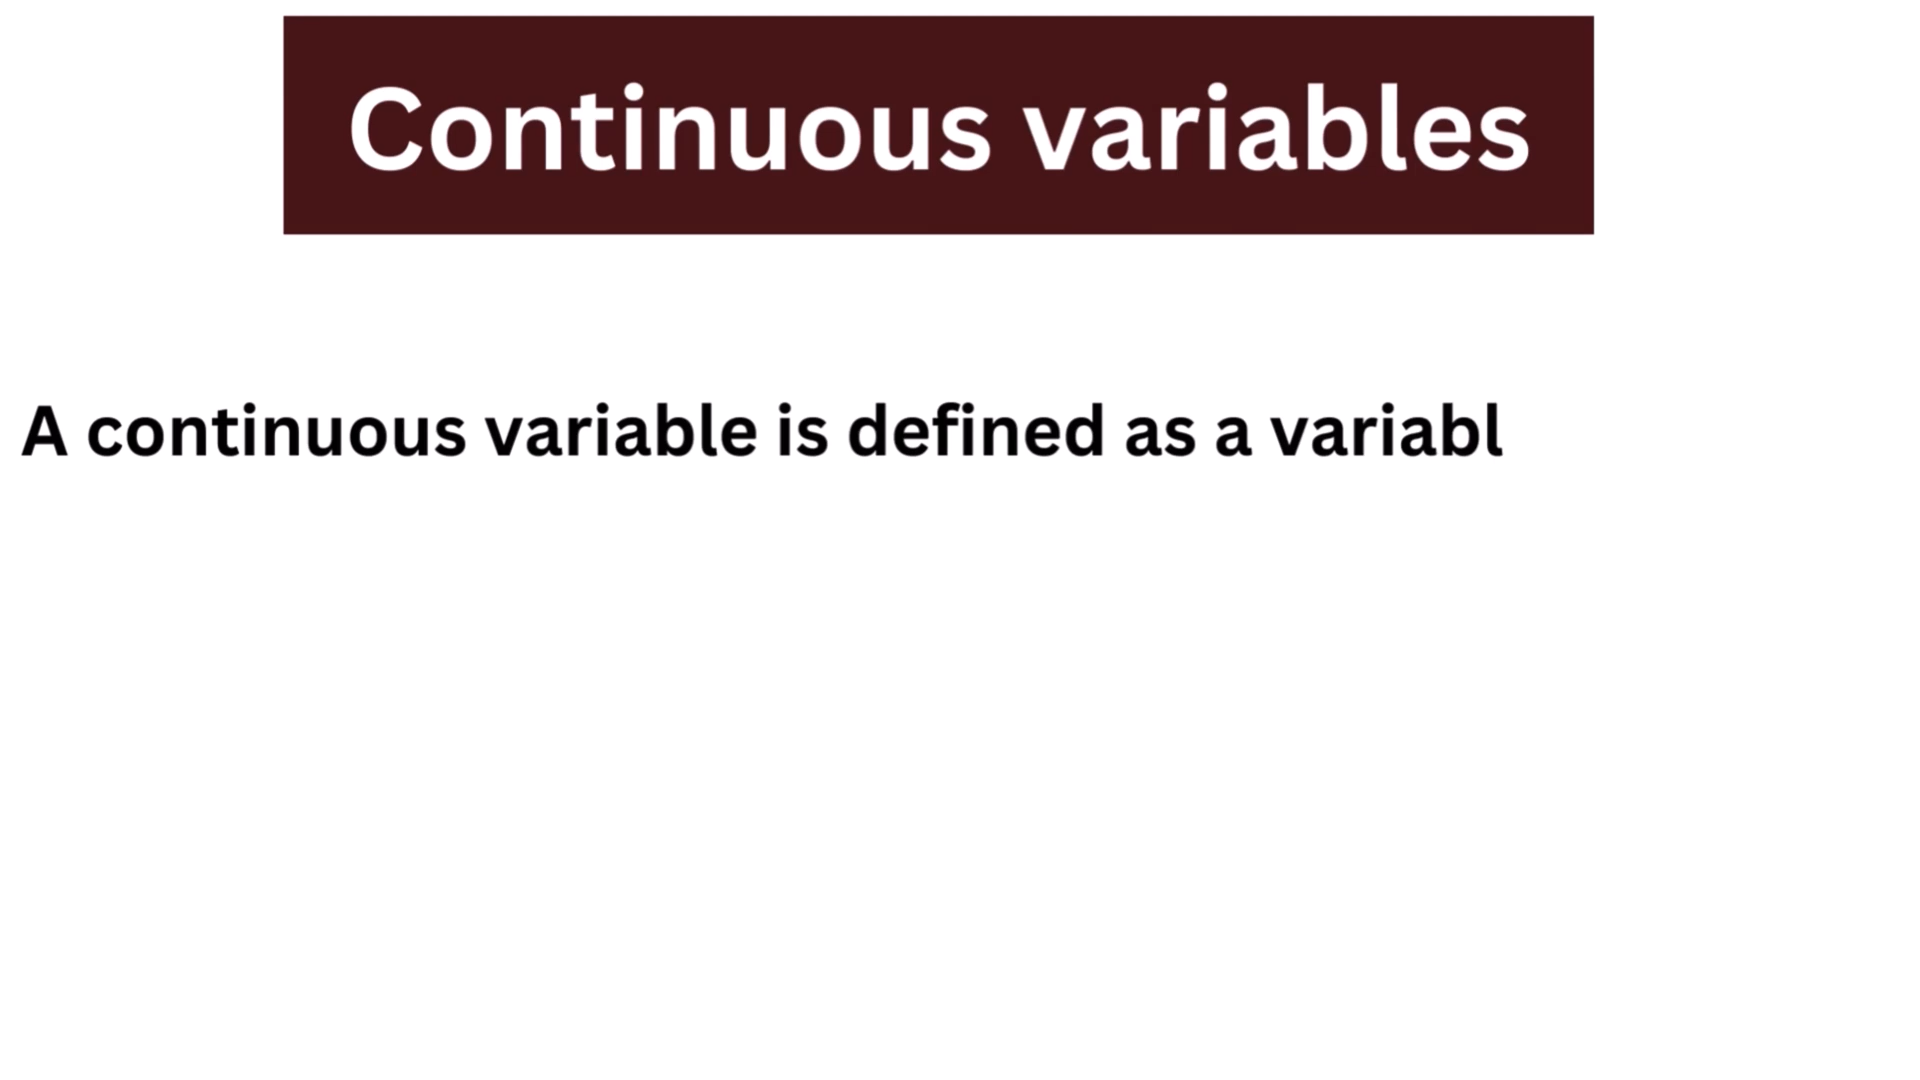 Continuous variables
A continuous variable is defined as a variabl